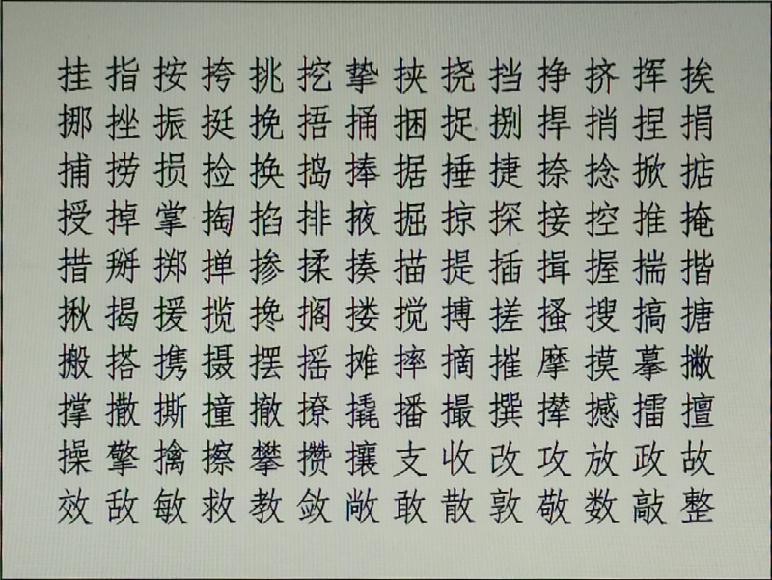 挂指按挎挑挖挚挟挠挡挣挤挥挨
挪挫振挺挽捂捅捆捉捌捍捎捏捐
捕捞损捡换捣捧据捶捷捺捻掀掂
授掉掌掏掐排掖掘掠探接控推掩
措掰掷掸掺揉揍描提插揖握揣揩
揪揭援揽搀搁搂搅搏搓搔搜搞搪
搬搭携摄摆摇摊摔摘摧摩摸摹撇
撑撒撕撞撤撩撬播撮撰撵撼擂擅
操擎擒擦攀攒攘支收改攻放政故
效敌敏救教敛敞敢散敦敬数敲整